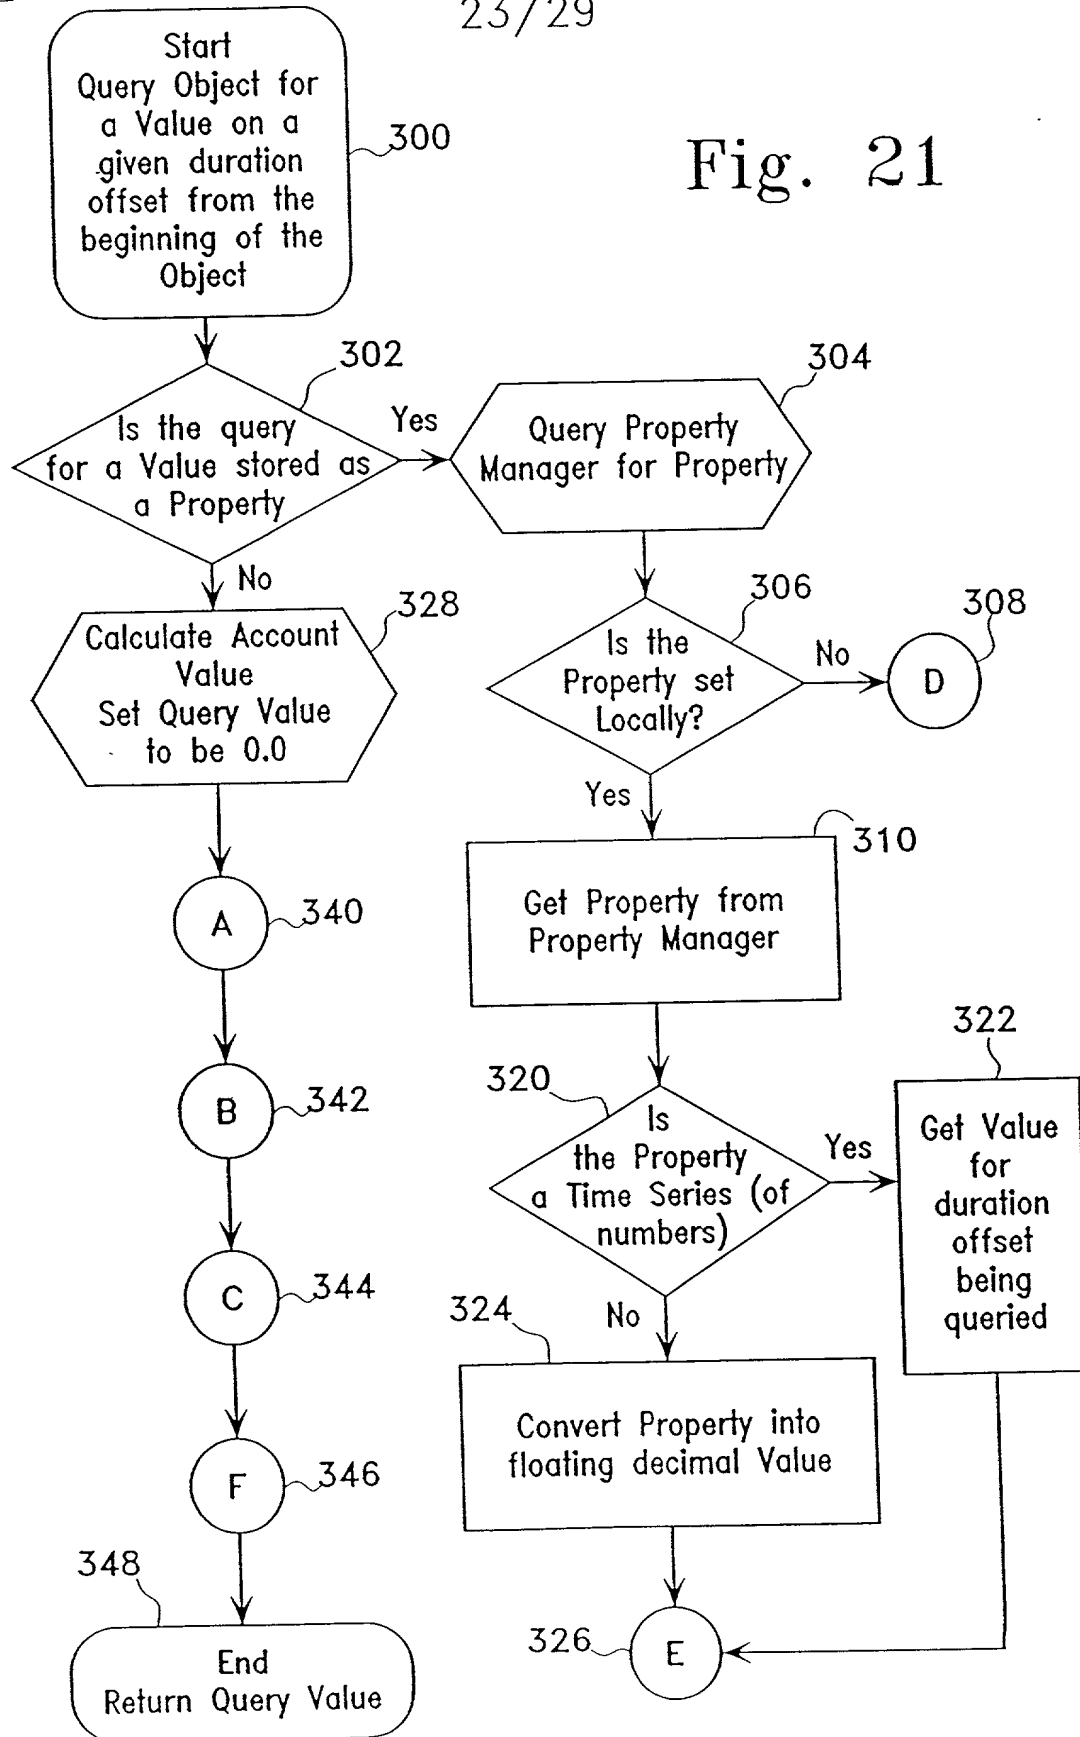 23/29
Start
Query Object for
a Value on a
given duration
offset from the
beginning of the
Object
300
Fig. 21
302
Is the query
for a Value stored as
a Property
Yes
304
Query Property
Manager for Property
No
328
Calculate Account
Value
Set Query Value
to be 0.0
306
Is the
Property set
Locally?
No
308
D
Yes
310
Get Property from
Property Manager
A
340
B
342
C
344
F
346
348
End
Return Query Value
320
Is
the Property
a Time Series (of
numbers)
Yes
322
Get Value
for
duration
offset
being
queried
No
324
Convert Property into
floating decimal Value
326
E